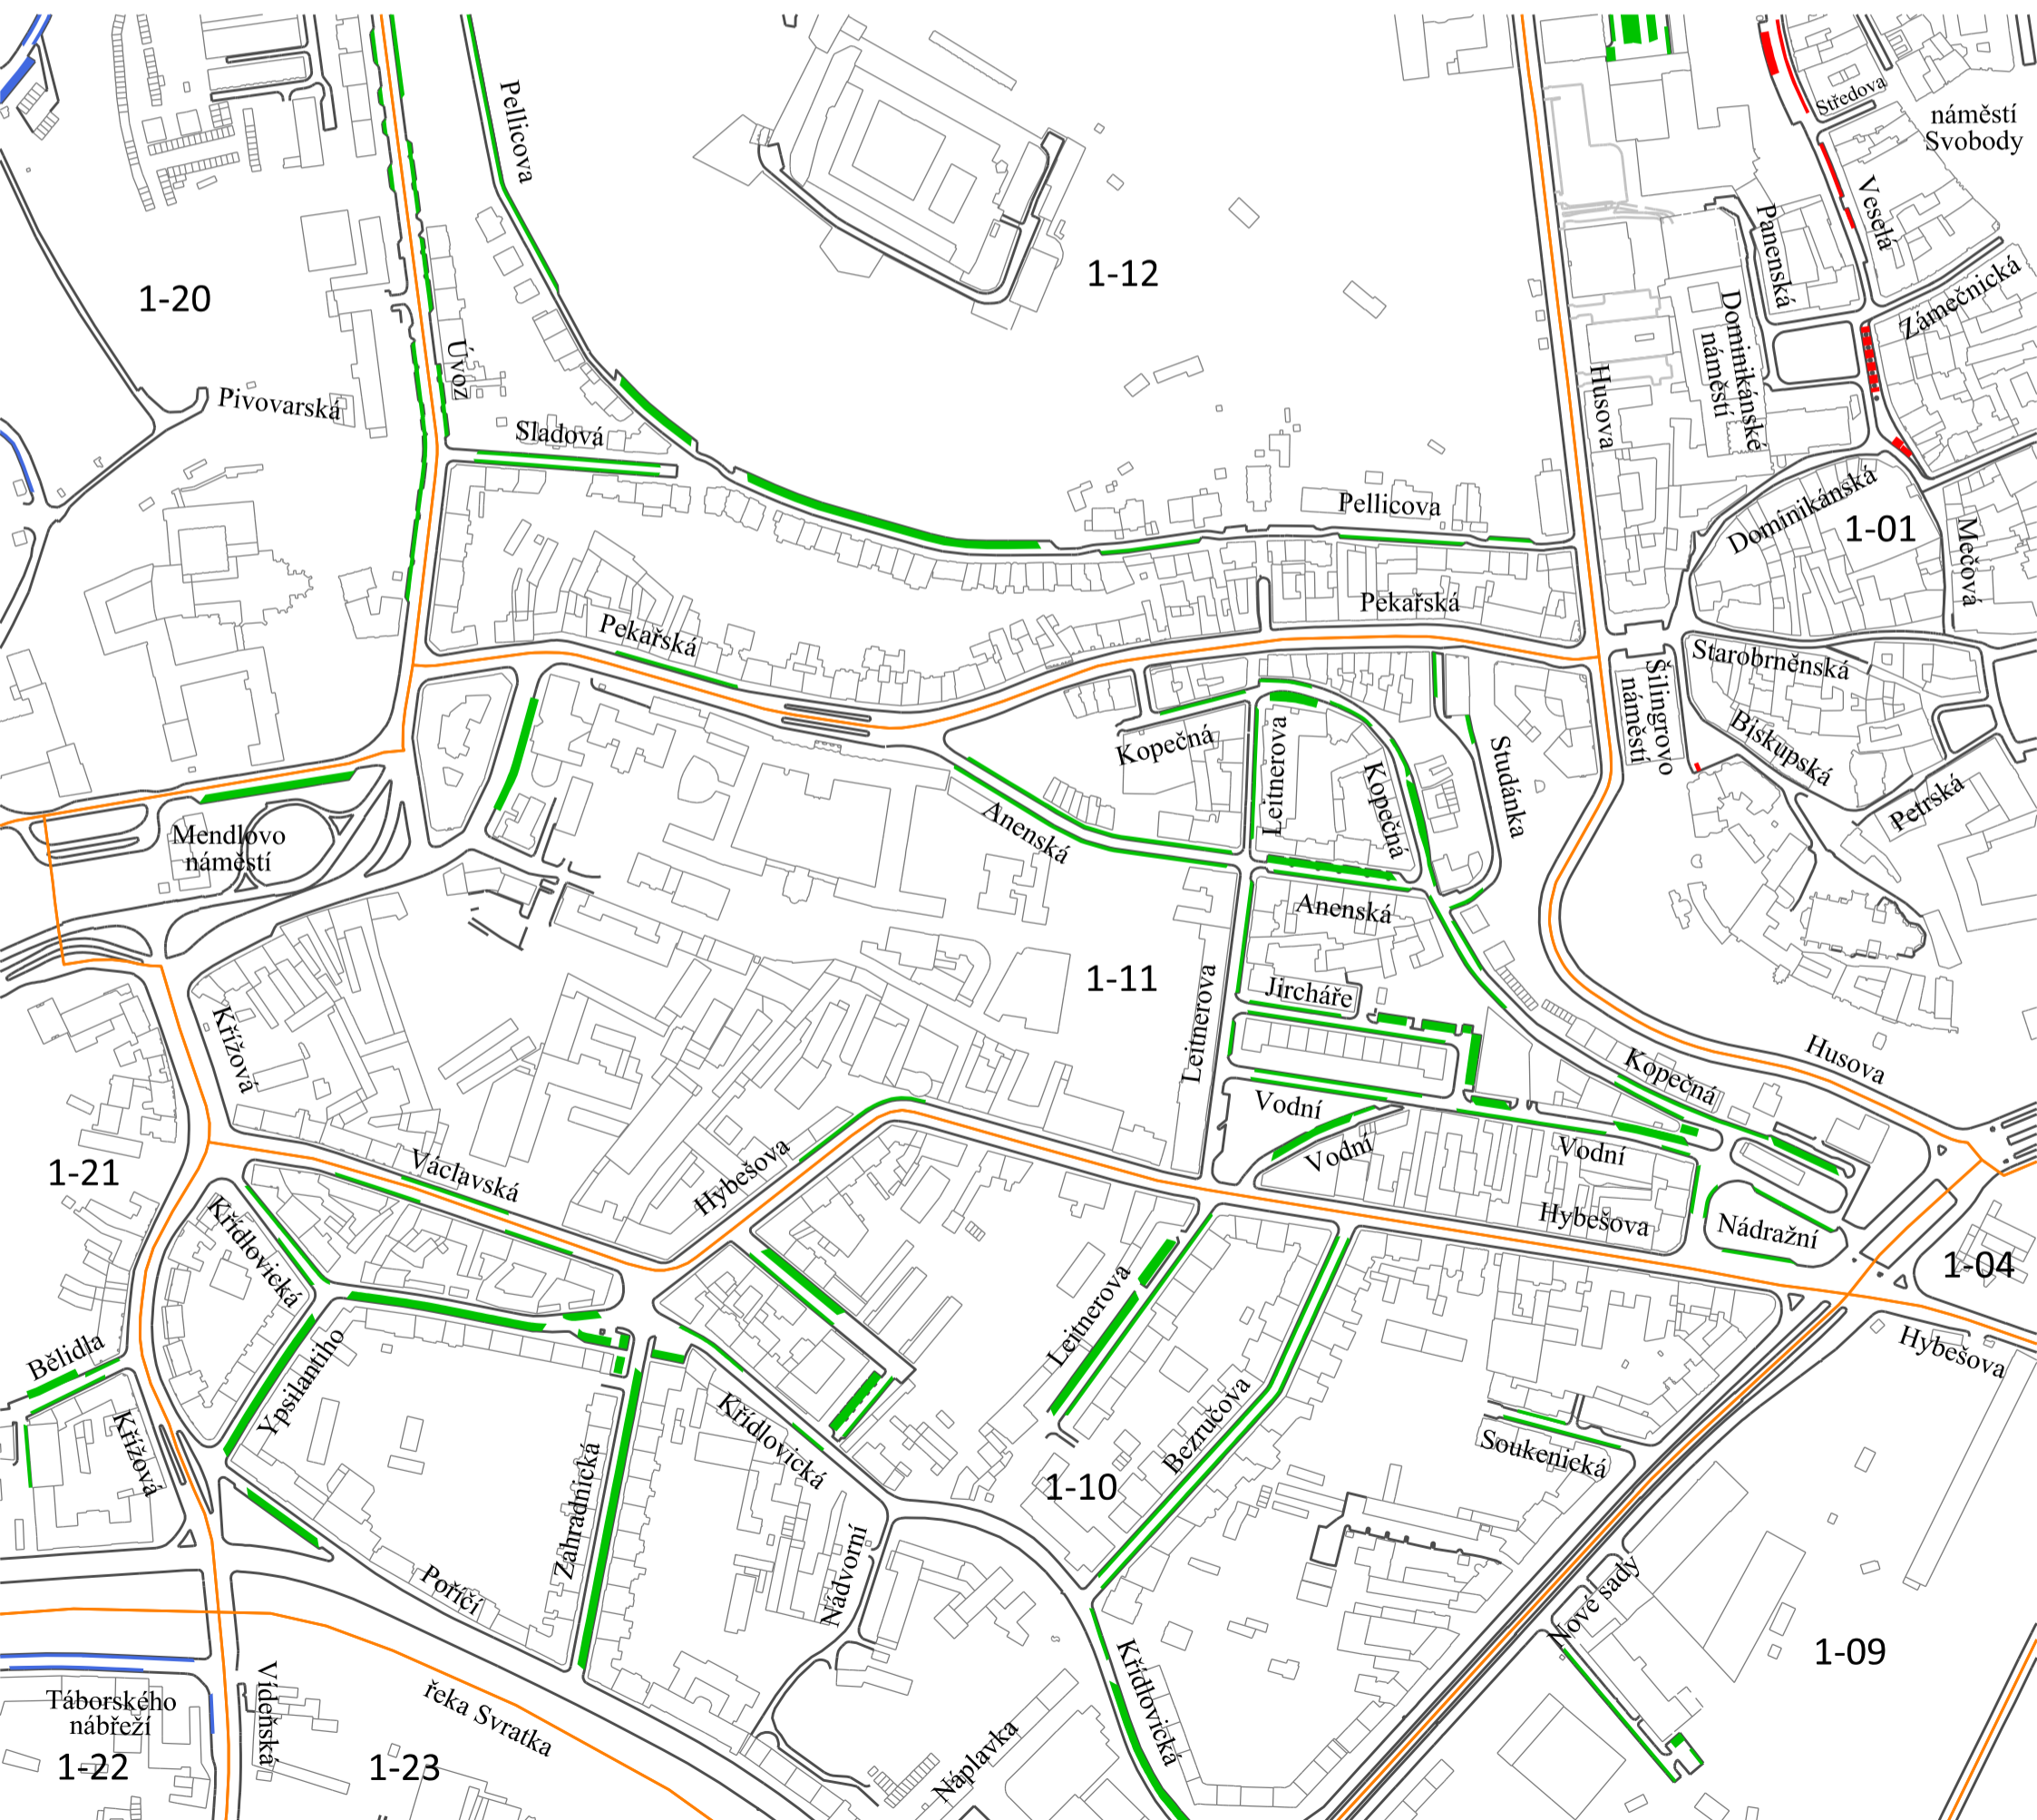 Pellicova
Středova
náměstí
Svobody
Veselá
Panenská
1-12
1-20
Zámečnická
Dominikánské
náměstí
Úvoz
Husova
Pivovarská
Sladová
Pellicova
Dominikánská
1-01
Mečová
Pekařská
Pekařská
Starobrněnská
Šilingrovo
náměstí
Biskupská
Kopečná
Leitnerova
Studánka
Kopečná
Petrská
Anenská
Mendlovo
náměstí
Anenská
1-11
Jircháře
Leitnerova
Křížová
Husova
Kopečná
Vodní
Vodní
Vodní
1-21
Václavská
Hybešova
Hybešova
Nádražní
Křídlovická
1-04
Leitnerova
Hybešova
Bělidla
Ypsilantiho
Křížová
Křídlovická
Bezručova
Soukenická
1-10
Zahradnická
Nádvorní
Poříčí
Nové sady
1-09
Křídlovická
Vídeňská
řeka Svratka
Táborského
nábřeží
Náplavka
1-22
1-23